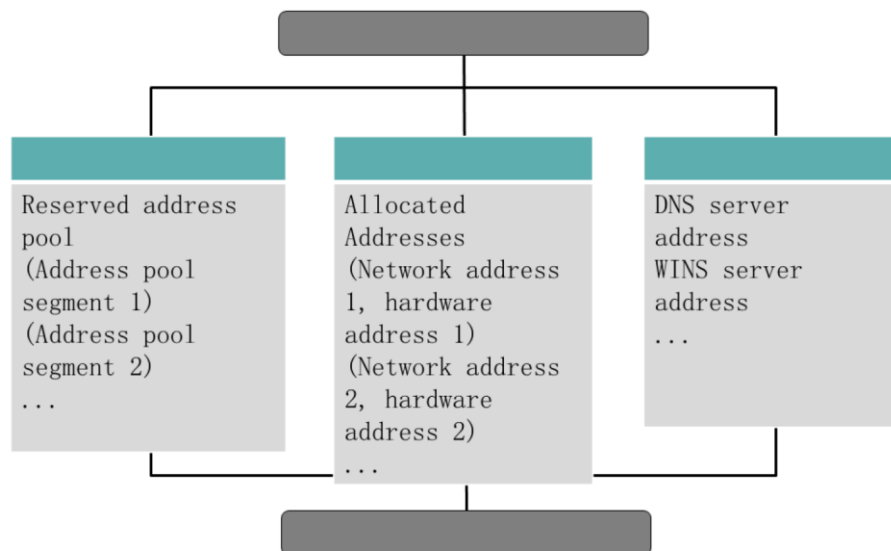 Reserved address
pool
(Address pool
segment 1)
(Address pool
segment 2)
...
Allocated
Addresses
(Network address
1, hardware
address 1)
(Network address
2, hardware
address 2)
...
DNS server
address
WINS server
address
...